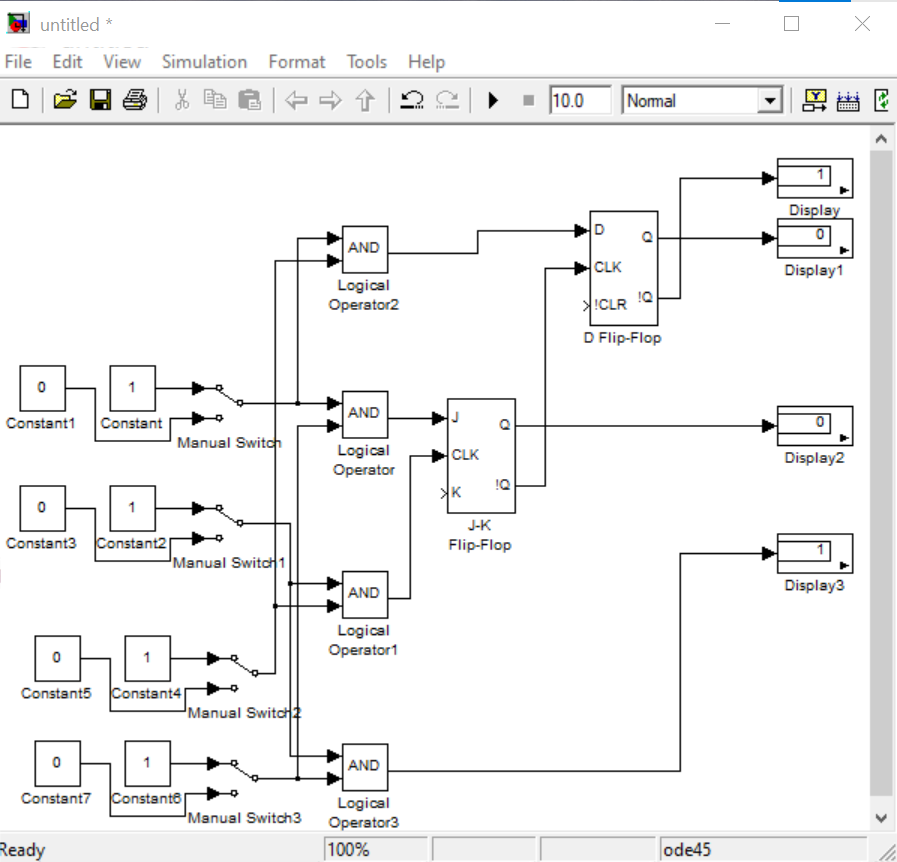 untitled *
File Edit View Simulation Format Tools Help
10.0 Normal
1
Display
0
Display1
AND
Logical
Operator2
D
Q
CLK
!Q
!CLR
D Flip-Flop
0
Constant1
1
Constant
Manual Switch
AND
Logical
Operator
J
Q
CLK
!Q
K
J-K
Flip-Flop
0
Display2
0
Constant3
1
Constant2
Manual Switch1
AND
Logical
Operator1
1
Display3
0
Constant5
1
Constant4
Manual Switch2
0
Constant7
1
Constant6
Manual Switch3
AND
Logical
Operator3
Ready 100% ode45